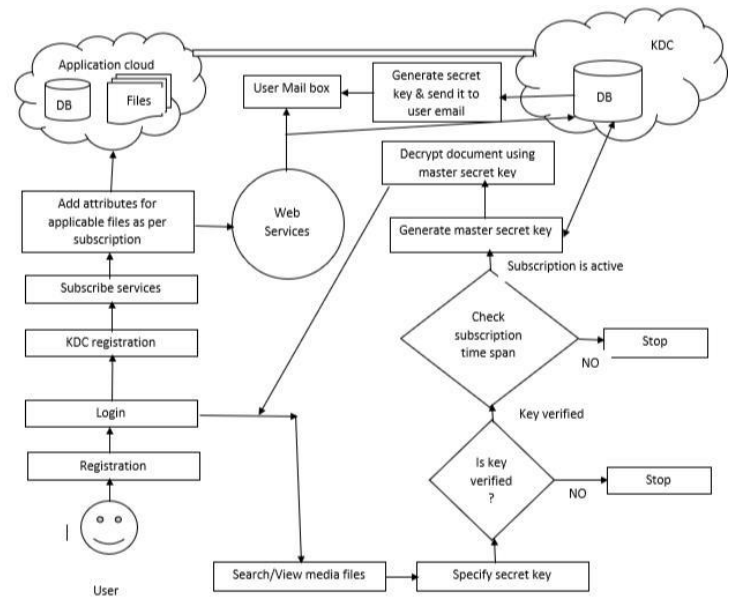 Application cloud
DB
Files
KDC
DB
User Mail box
Generate secret
key & send it to
user email
Decrypt document using
master secret key
Add attributes for
applicable files as per
subscription
Web
Services
Generate master secret key
Subscription is active
Subscribe services
Check
subscription
time span
KDC registration
Stop
NO
Login
Key verified
Registration
Is key
verified
?
Stop
NO
User
Search/View media files
Specify secret key